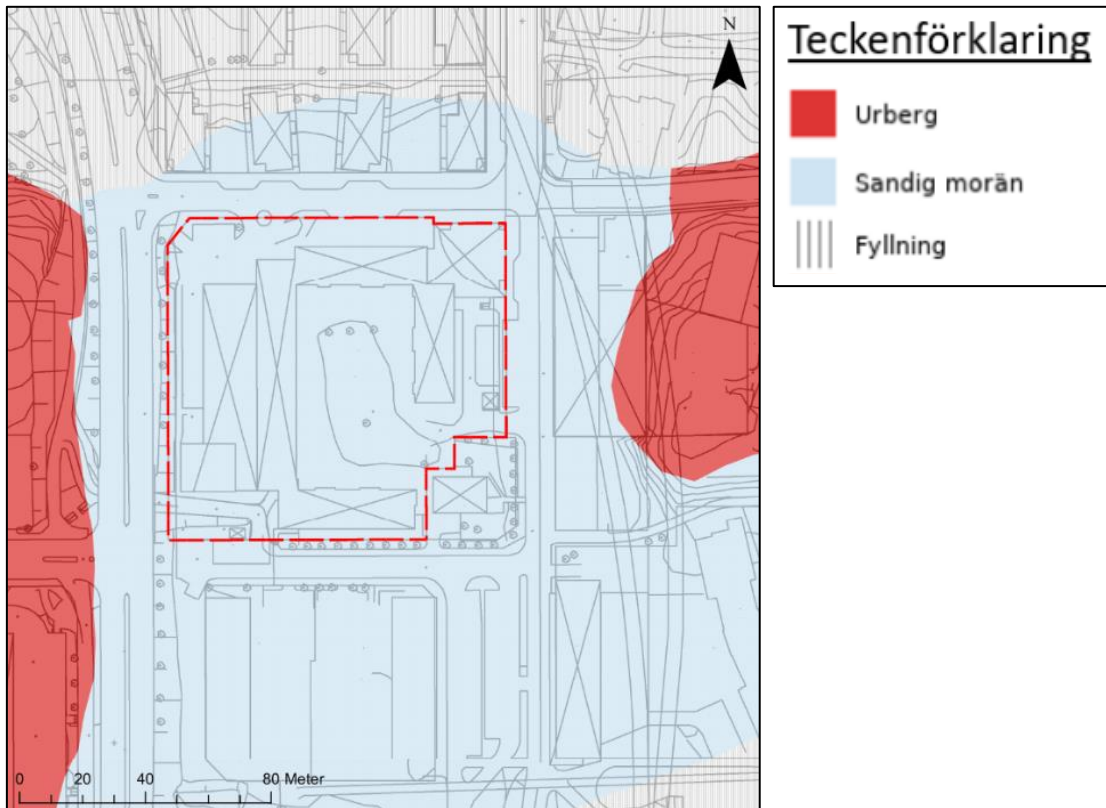 N
0 20 40 80 Meter
Teckenförklaring
Urberg
Sandig morän
Fyllning